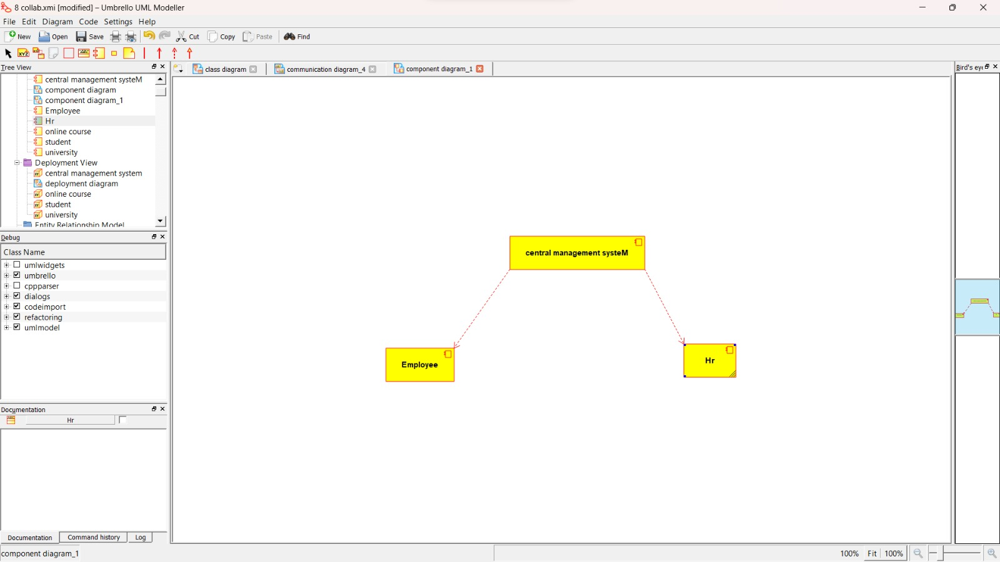 8 collab.xmi [modified] – Umbrello UML Modeller
File Edit Diagram Code Settings Help
New Open Save Cut Copy Paste Find
Tree View
class diagram communication diagram_4 component diagram_1
Bird's eye
central management systeM
component diagram
component diagram_1
Employee
Hr
online course
student
university
Deployment View
central management system
deployment diagram
online course
student
university
Entity Relationship Model
Debug
Class Name
umlwidgets
umbrello
cppparser
dialogs
codeimport
refactoring
umlmodel
central management systeM
Employee
Hr
Documentation
Hr
Documentation Command history Log
component diagram_1
100% Fit 100%